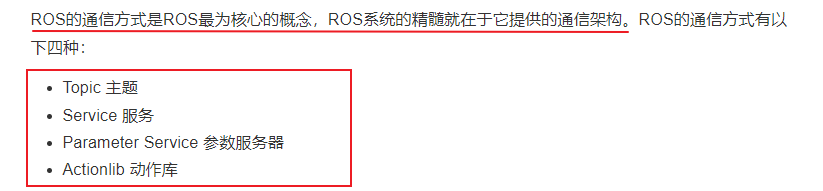 ROS的通信方式是ROS最为核心的概念，ROS系统的精髓就在于它提供的通信架构。ROS的通信方式有以
下四种：
• Topic 主题
• Service 服务
• Parameter Service 参数服务器
• Actionlib 动作库